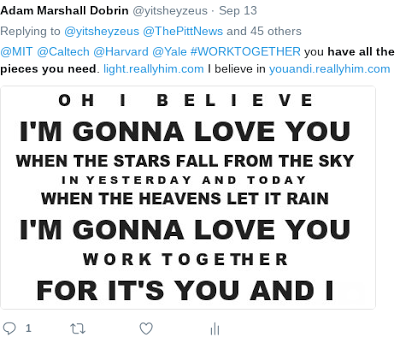 Adam Marshall Dobrin @yitsheyzeus · Sep 13
Replying to @yitsheyzeus @ThePittNews and 45 others
@MIT @Caltech @Harvard @Yale #WORKTOGETHER you have all the
pieces you need. light.reallyhim.com I believe in youandi.reallyhim.com
OH I BELIEVE
I'M GONNA LOVE YOU
WHEN THE STARS FALL FROM THE SKY
IN YESTERDAY AND TODAY
WHEN THE HEAVENS LET IT RAIN
I'M GONNA LOVE YOU
WORK TOGETHER
FOR IT'S YOU AND I
1